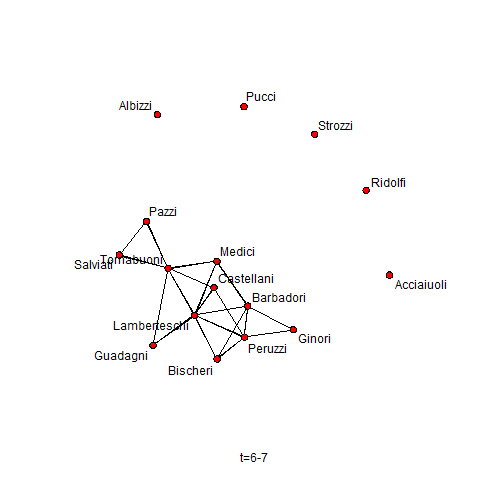 Pucci
Albizzi
Strozzi
Ridolfi
Pazzi
Medici
Tornabuoni
Salviati
Castellani
Acciaiuoli
Barbadori
Lamberteschi
Ginori
Peruzzi
Guadagni
Bischeri
t=6-7